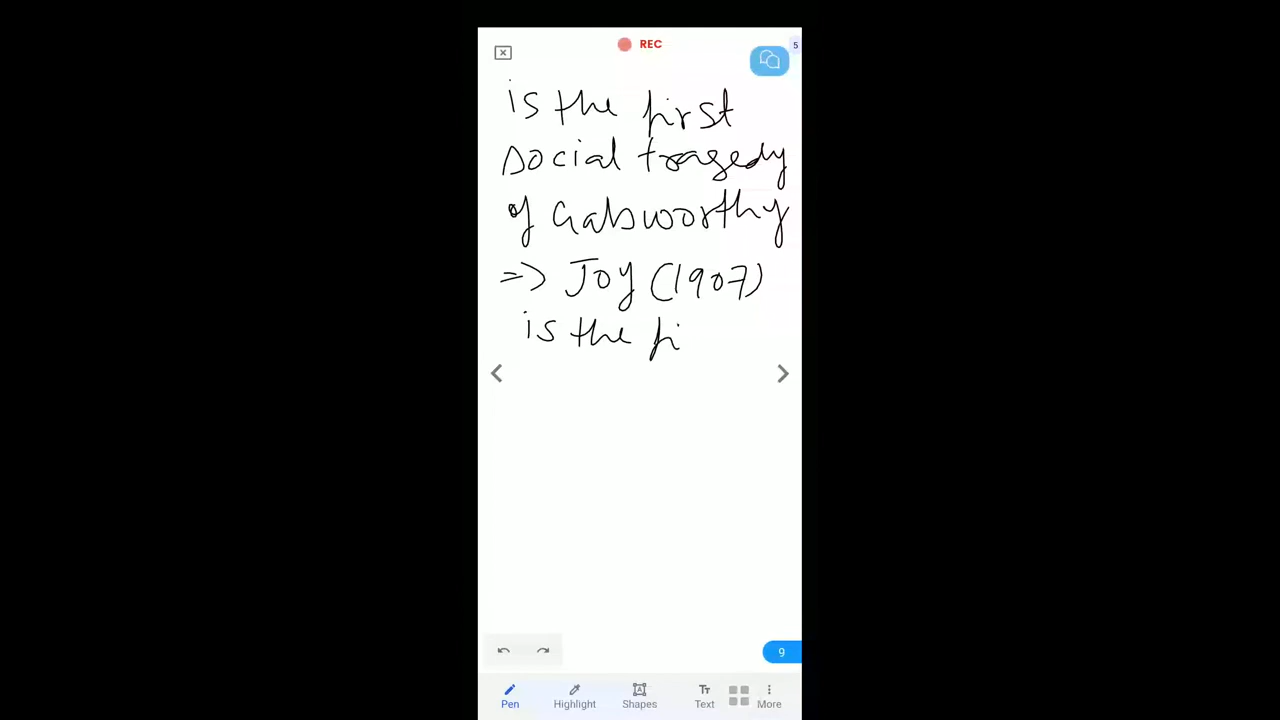 REC
5
is the first
social tragedy
of Galsworthy
=> Joy (1907)
is the fi
9
Pen
Highlight
Shapes
Tт
Text
More